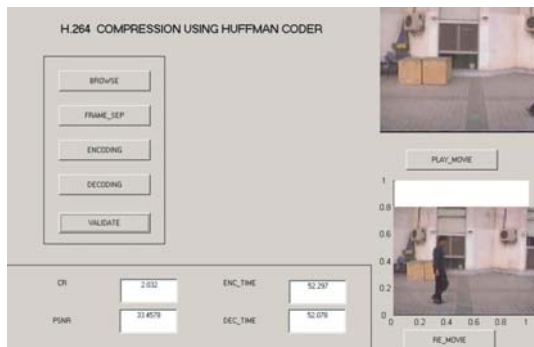 H.264 COMPRESSION USING HUFFMAN CODER
BROWSE
FRAME_SEP
ENCODING
DECODING
VALIDATE
PLAY_MOVIE
1
0.8
0.6
0.4
0.2
0
0 0.2 0.4 0.6 0.8 1
RE_MOVIE
CR 2.032 ENC_TIME 52.297
PSNR 33.4578 DEC_TIME 52.078